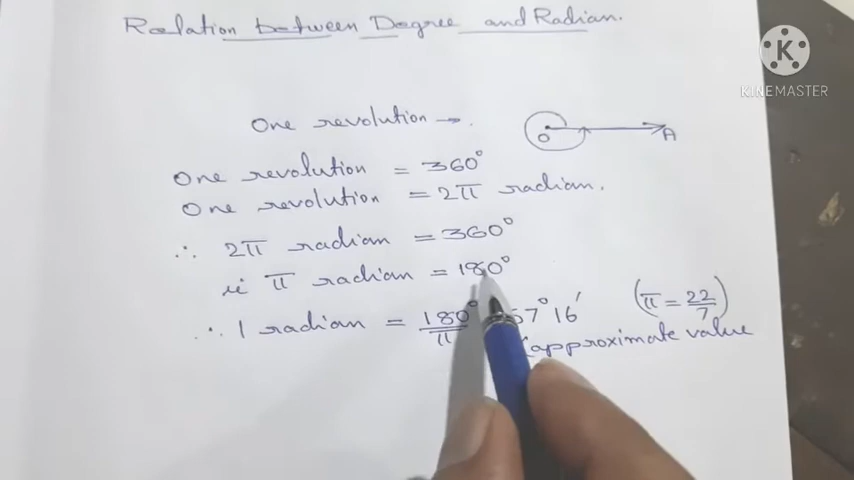 Relation between Degree and Radian.
K
KINEMASTER
One revolution →.
O A
One revolution = 360°
One revolution = 2π radian.
∴ 2π radian = 360°
ie π radian = 180°
∴ 1 radian = 180°/π 57° 16′ (π = 22/7)
(approximate value